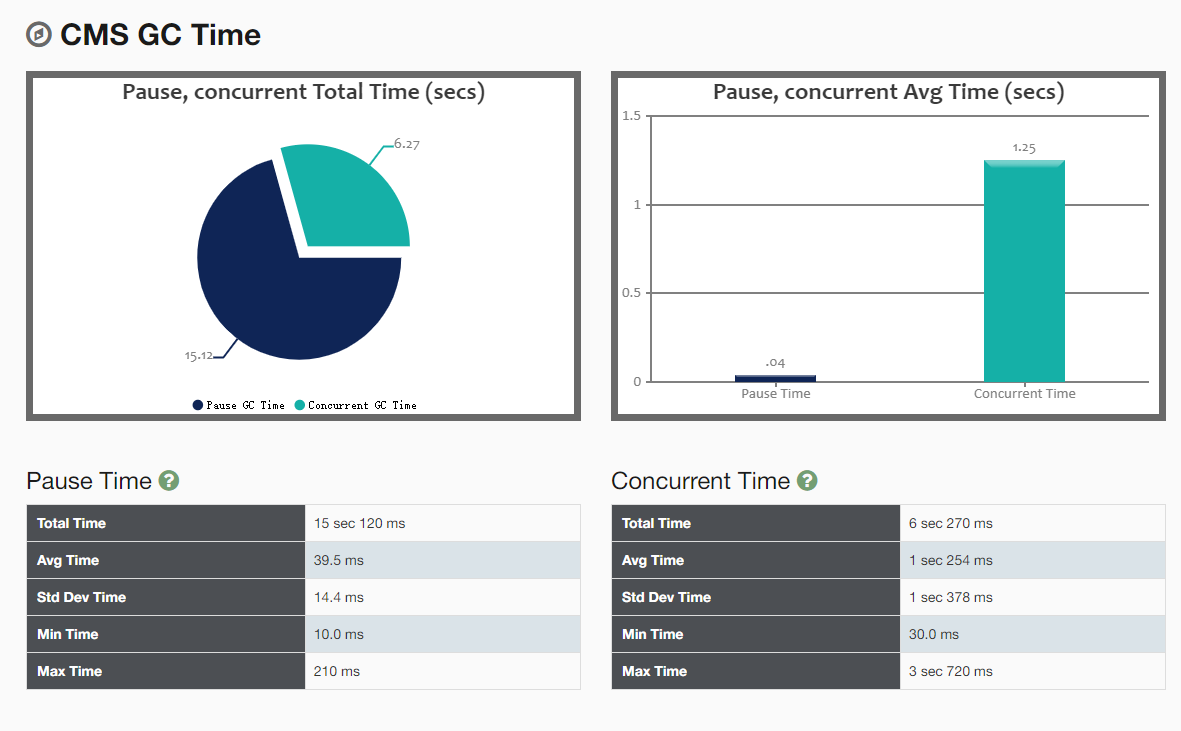 CMS GC Time
Pause, concurrent Total Time (secs)
6.27
15.12
Pause GC Time
Concurrent GC Time
Pause, concurrent Avg Time (secs)
1.5
1
0.5
0
1.25
.04
Pause Time
Concurrent Time
Pause Time ?
Total Time 15 sec 120 ms
Avg Time 39.5 ms
Std Dev Time 14.4 ms
Min Time 10.0 ms
Max Time 210 ms
Concurrent Time ?
Total Time 6 sec 270 ms
Avg Time 1 sec 254 ms
Std Dev Time 1 sec 378 ms
Min Time 30.0 ms
Max Time 3 sec 720 ms